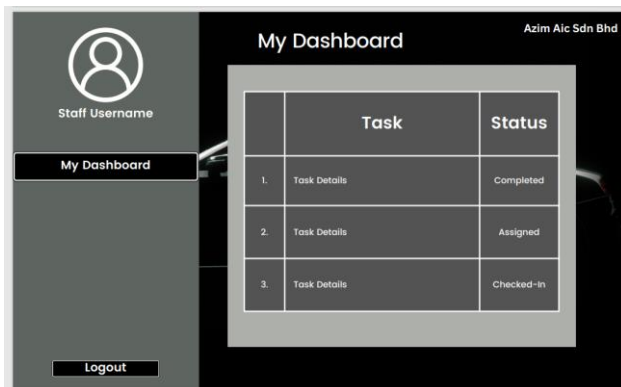 Azim Aic Sdn Bhd
My Dashboard
Staff Username
My Dashboard
Task Status
1. Task Details Completed
2. Task Details Assigned
3. Task Details Checked-In
Logout